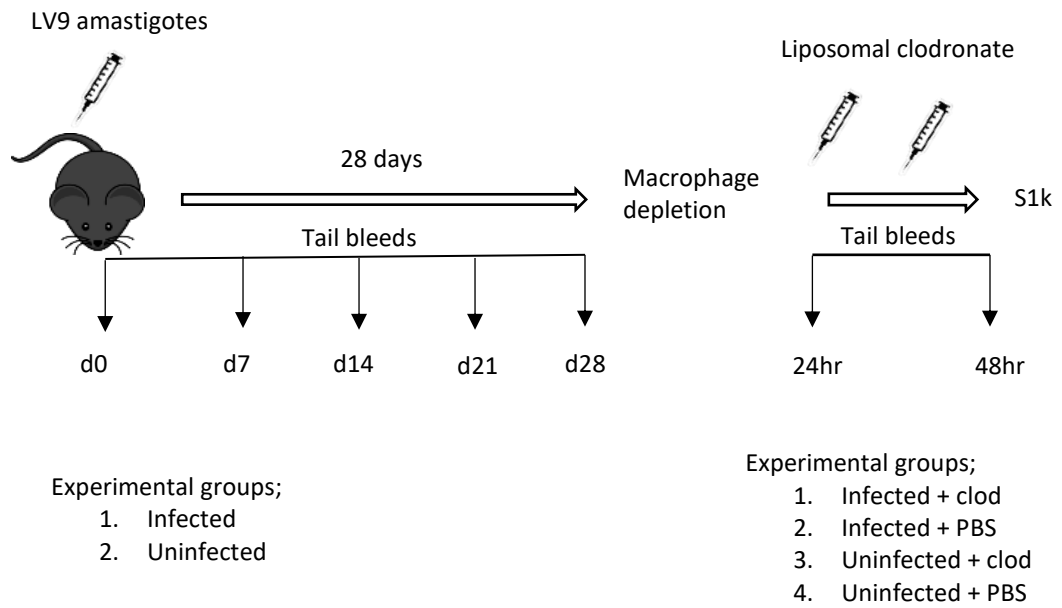 LV9 amastigotes
Liposomal clodronate
28 days
Macrophage
depletion
S1k
Tail bleeds
Tail bleeds
d0
d7
d14
d21
d28
24hr
48hr
Experimental groups;
1. Infected
2. Uninfected
Experimental groups;
1. Infected + clod
2. Infected + PBS
3. Uninfected + clod
4. Uninfected + PBS